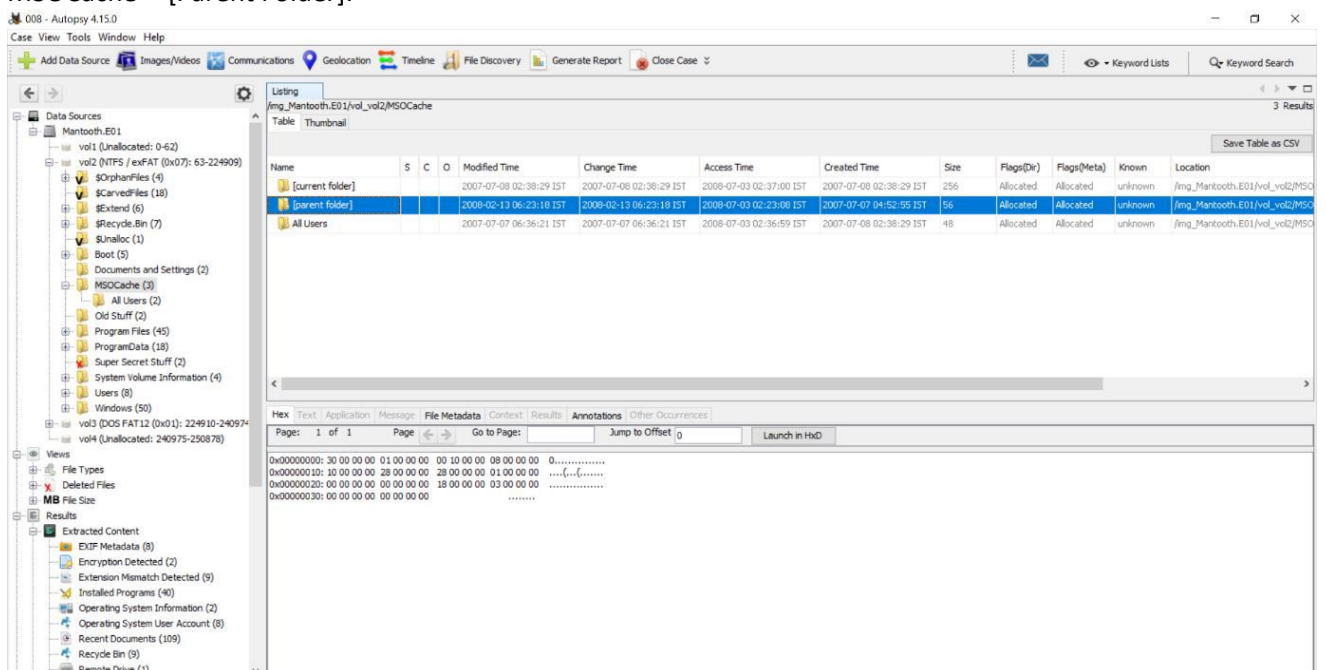 008 - Autopsy 4.15.0
Case View Tools Window Help
Add Data Source Images/Videos Communications Geolocation Timeline File Discovery Generate Report Close Case Keyword Lists Keyword Search
Listing
/img_Mantooth.E01/vol_vol2/MSOCache
3 Results
Table Thumbnail
Save Table as CSV
Name S C O Modified Time Change Time Access Time Created Time Size Flags(Dir) Flags(Meta) Known Location
[current folder] 2007-07-08 02:38:29 IST 2007-07-08 02:38:29 IST 2008-07-03 02:37:00 IST 2007-07-08 02:38:29 IST 256 Allocated Allocated unknown /img_Mantooth.E01/vol_vol2/MSO
[parent folder] 2008-02-13 06:23:18 IST 2008-02-13 06:23:18 IST 2008-07-03 02:23:08 IST 2007-07-07 04:52:55 IST 56 Allocated Allocated unknown /img_Mantooth.E01/vol_vol2/MSO
All Users 2007-07-07 06:36:21 IST 2007-07-07 06:36:21 IST 2008-07-03 02:36:59 IST 2007-07-08 02:38:29 IST 48 Allocated Allocated unknown /img_Mantooth.E01/vol_vol2/MSO
Data Sources
Mantooth.E01
vol1 (Unallocated: 0-62)
vol2 (NTFS / exFAT (0x07): 63-224909)
$OrphanFiles (4)
$CarvedFiles (18)
$Extend (6)
$Recycle.Bin (7)
$Unalloc (1)
Boot (5)
Documents and Settings (2)
MSOCache (3)
All Users (2)
Old Stuff (2)
Program Files (45)
ProgramData (18)
Super Secret Stuff (2)
System Volume Information (4)
Users (8)
Windows (50)
vol3 (DOS FAT12 (0x01): 224910-240974
vol4 (Unallocated: 240975-250878)
Views
File Types
Deleted Files
MB File Size
Results
Extracted Content
EXIF Metadata (8)
Encryption Detected (2)
Extension Mismatch Detected (9)
Installed Programs (40)
Operating System Information (2)
Operating System User Account (8)
Recent Documents (109)
Recycle Bin (9)
Remote Drive (1)
Hex Text Application Message File Metadata Context Results Annotations Other Occurrences
Page: 1 of 1 Page Go to Page: Jump to Offset 0 Launch in HxD
0x00000000: 30 00 00 00 01 00 00 00 00 10 00 00 08 00 00 00 0...............
0x00000010: 10 00 00 00 28 00 00 00 28 00 00 00 01 00 00 00 ....(...(.......
0x00000020: 00 00 00 00 00 00 00 00 18 00 00 00 03 00 00 00 ................
0x00000030: 00 00 00 00 00 00 00 00 ........